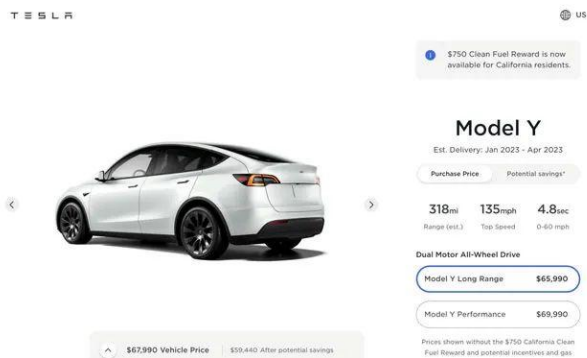 TESLA
US
$750 Clean Fuel Reward is now
available for California residents.
Model Y
Est. Delivery: Jan 2023 - Apr 2023
Purchase Price
Potential savings*
318mi
135mph
4.8sec
Range (est.)
Top Speed
0-60 mph
Dual Motor All-Wheel Drive
Model Y Long Range
$65,990
Model Y Performance
$69,990
Prices shown without the $750 California Clean
Fuel Reward and potential incentives and gas
$67,990 Vehicle Price
$59,440 After potential savings